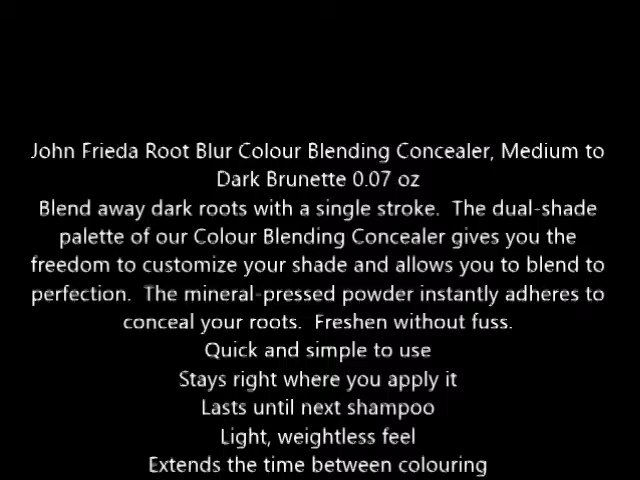 John Frieda Root Blur Colour Blending Concealer, Medium to
Dark Brunette 0.07 oz
Blend away dark roots with a single stroke.  The dual-shade
palette of our Colour Blending Concealer gives you the
freedom to customize your shade and allows you to blend to
perfection.  The mineral-pressed powder instantly adheres to
conceal your roots.  Freshen without fuss.
Quick and simple to use
Stays right where you apply it
Lasts until next shampoo
Light, weightless feel
Extends the time between colouring